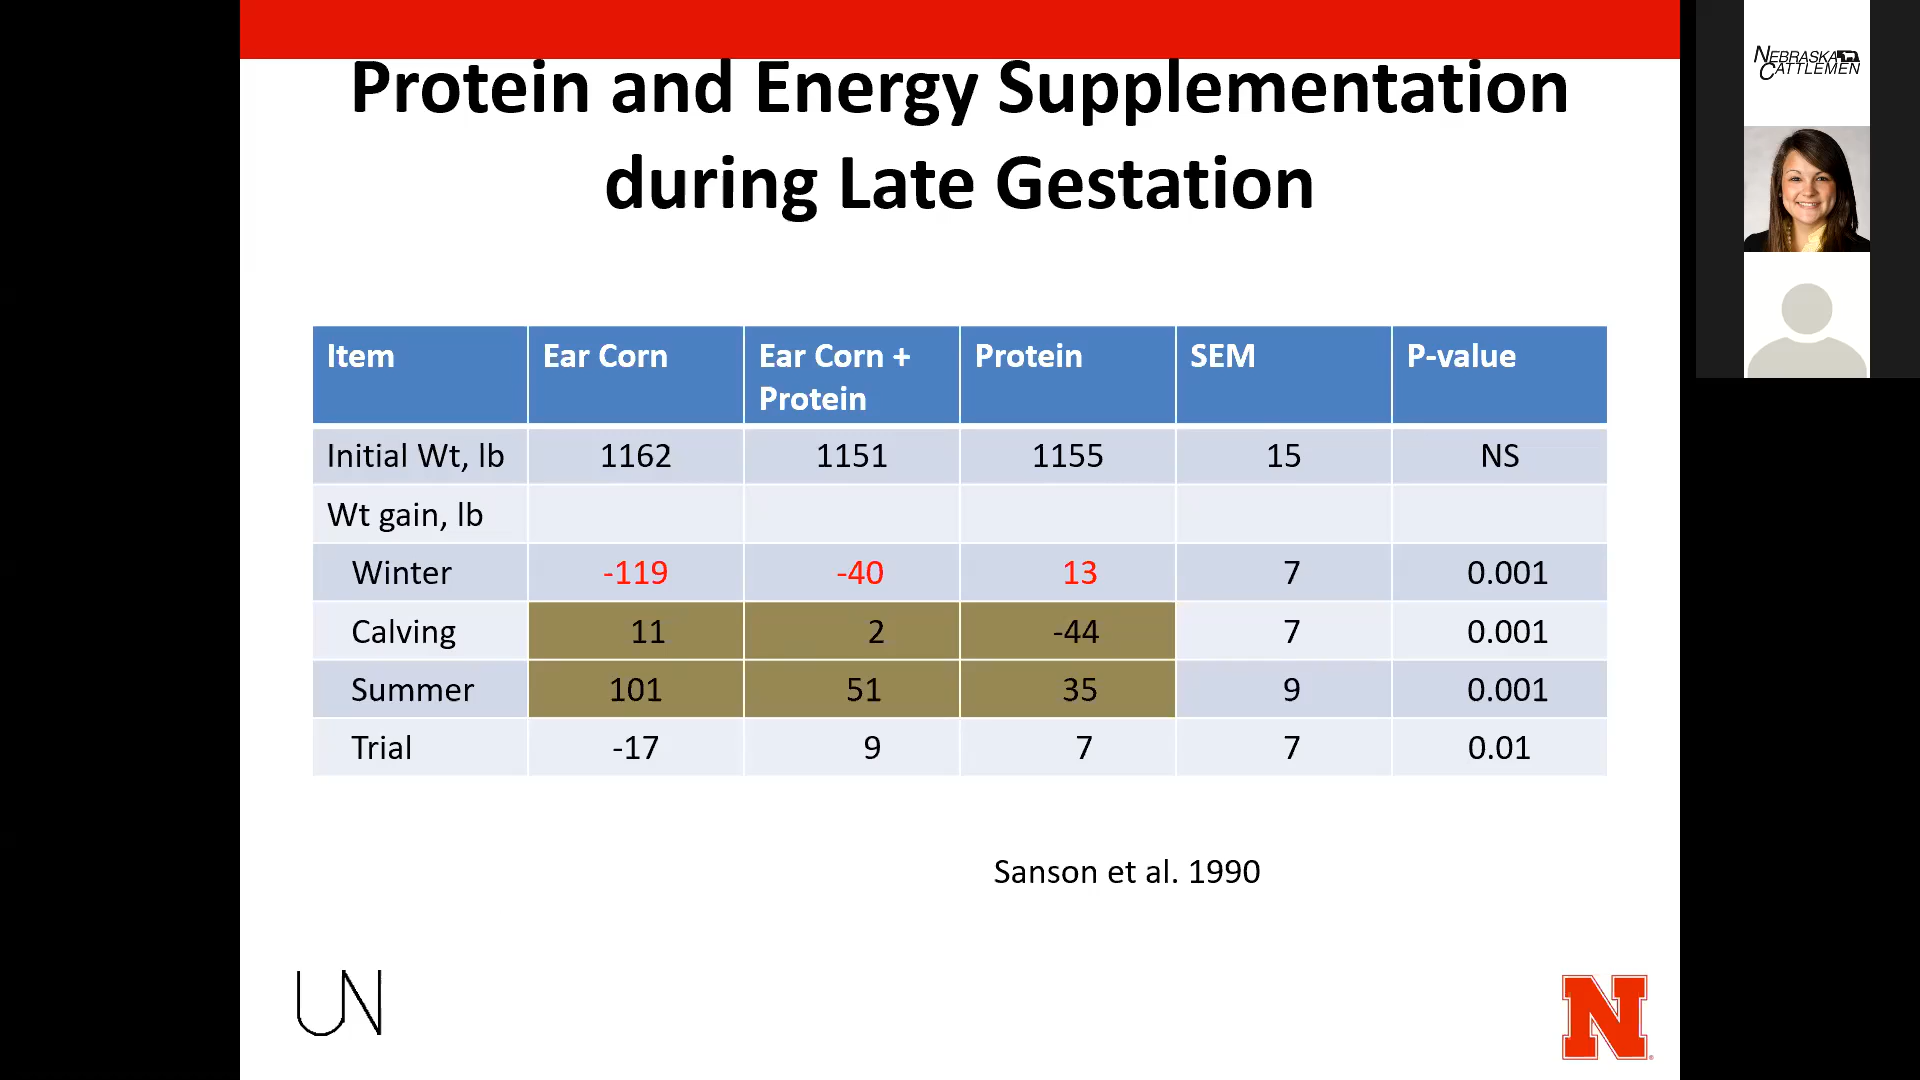 Protein and Energy Supplementation
during Late Gestation
Item Ear Corn Ear Corn + Protein Protein SEM P-value
Initial Wt, lb 1162 1151 1155 15 NS
Wt gain, lb
Winter -119 -40 13 7 0.001
Calving 11 2 -44 7 0.001
Summer 101 51 35 9 0.001
Trial -17 9 7 7 0.01
Sanson et al. 1990
UN
N
NEBRASKA
CATTLEMEN